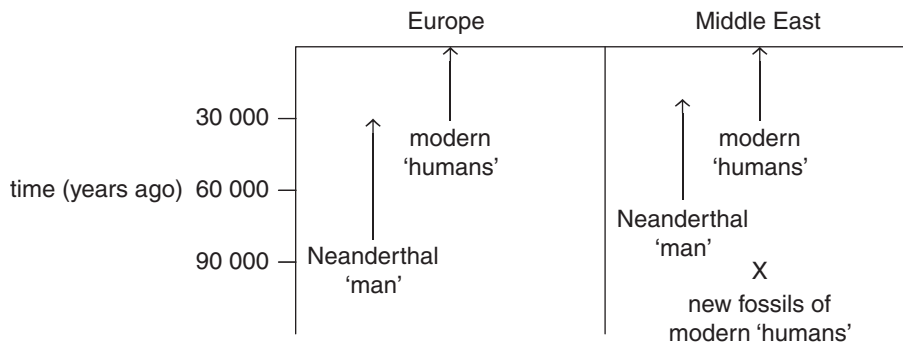 Europe
Middle East
30 000
modern
‘humans’
modern
‘humans’
time (years ago)
60 000
Neanderthal
‘man’
90 000
Neanderthal
‘man’
X
new fossils of
modern ‘humans’